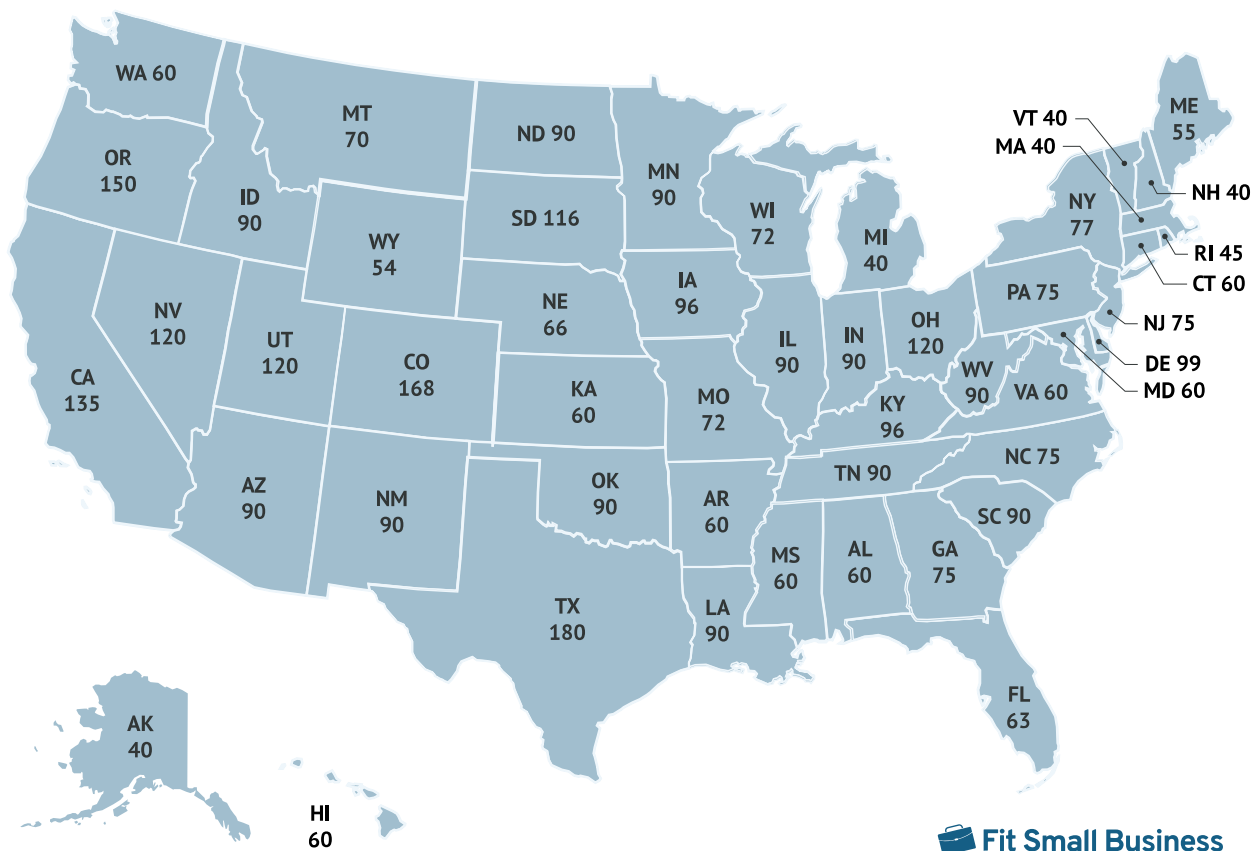 WA 60
MT
70
ND 90
OR
150
ID
90
MN
90
SD 116
WI
72
WY
54
MI
40
VT 40
MA 40
ME
55
NH 40
NY
77
RI 45
CT 60
NV
120
UT
120
NE
66
IA
96
PA 75
NJ 75
CA
135
CO
168
KA
60
MO
72
IL
90
IN
90
OH
120
WV
90
DE 99
MD 60
VA 60
KY
96
NC 75
TN 90
AZ
90
NM
90
OK
90
AR
60
SC 90
MS
60
AL
60
GA
75
TX
180
LA
90
FL
63
AK
40
HI
60
Fit Small Business